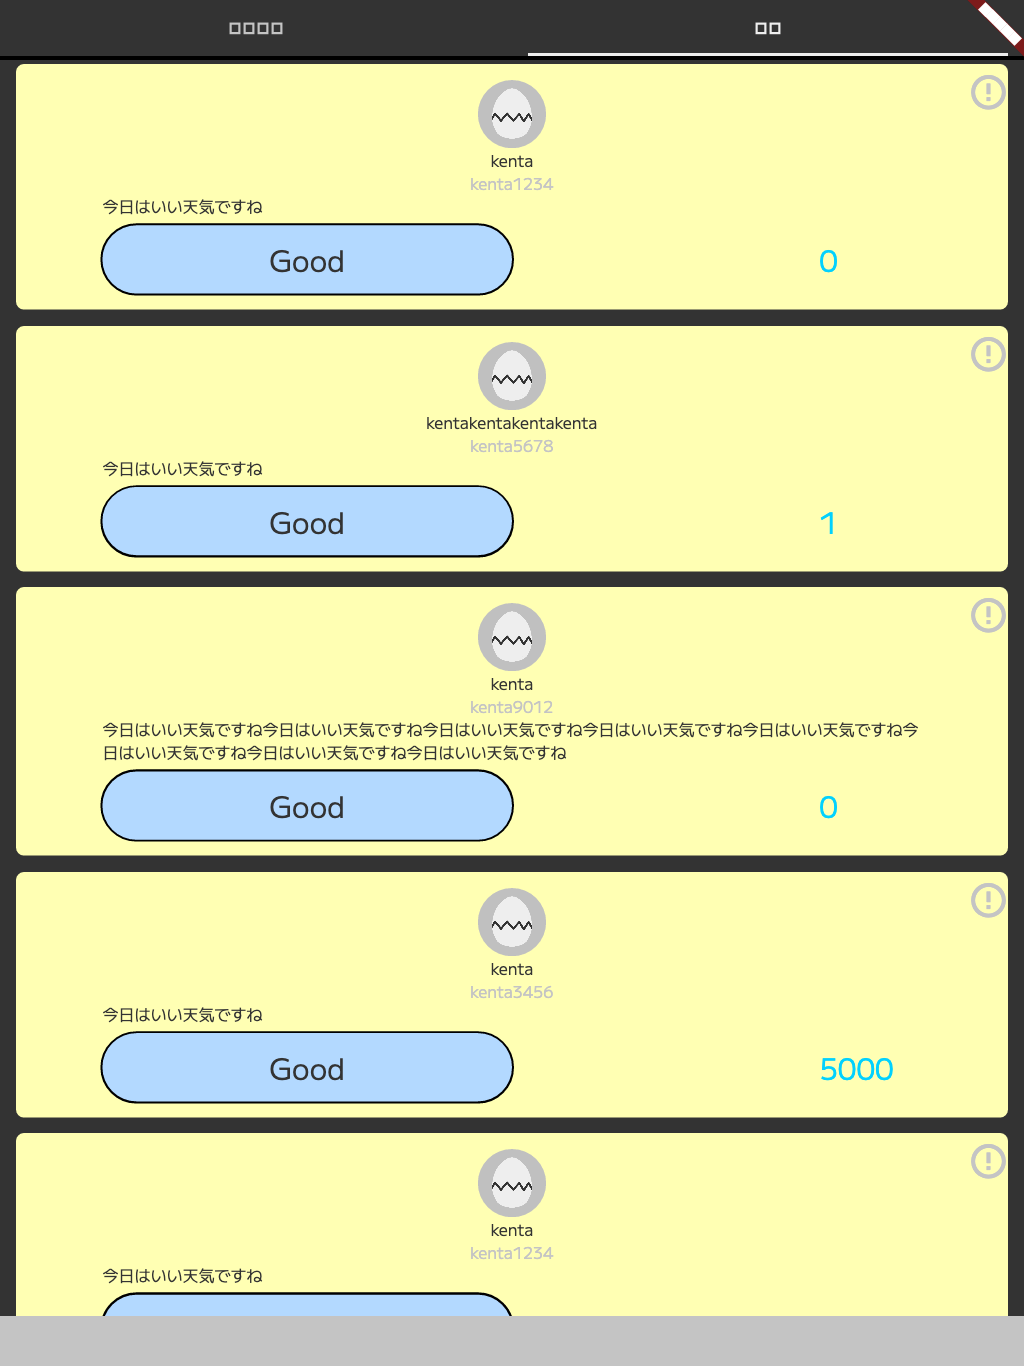 kenta
kenta1234
今日はいい天気ですね
Good
0
kentakentakentakenta
kenta5678
今日はいい天気ですね
Good
1
kenta
kenta9012
今日はいい天気ですね今日はいい天気ですね今日はいい天気ですね今日はいい天気ですね今日はいい天気ですね今
日はいい天気ですね今日はいい天気ですね今日はいい天気ですね
Good
0
kenta
kenta3456
今日はいい天気ですね
Good
5000
kenta
kenta1234
今日はいい天気ですね